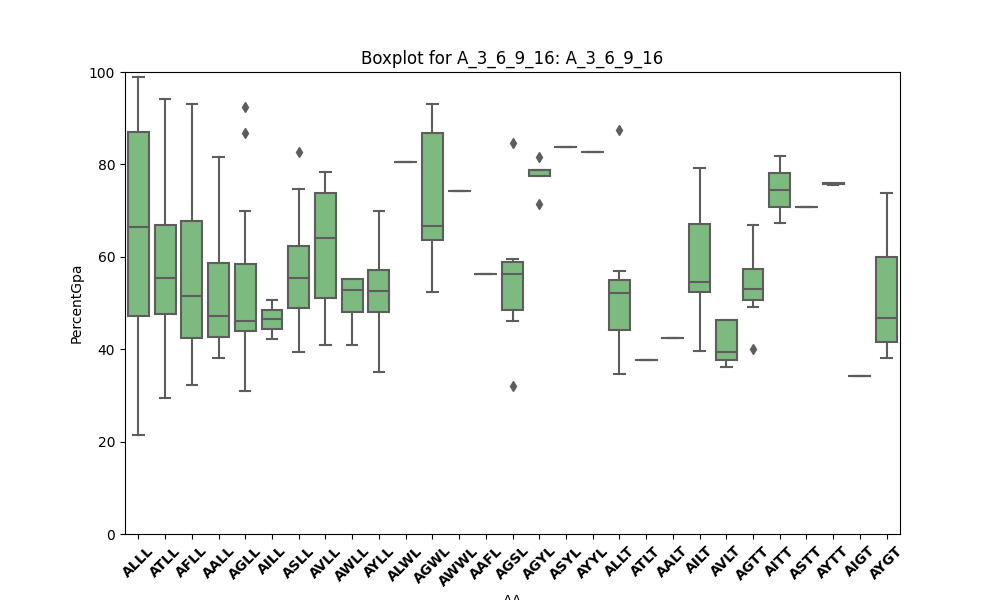 Boxplot for A_3_6_9_16: A_3_6_9_16
100
80
60
40
20
0
PercentGpa
ALLL ATLL AFLL AALL AGLL AILL ASLL AVLL AWLL AYLL ALWL AGWL AWWL AAFL AGSL AGYL ASYL AYYL ALLT ATLT AALT AILT AVLT AGTT AITT ASTT AYTT AIGT AYGT
AA